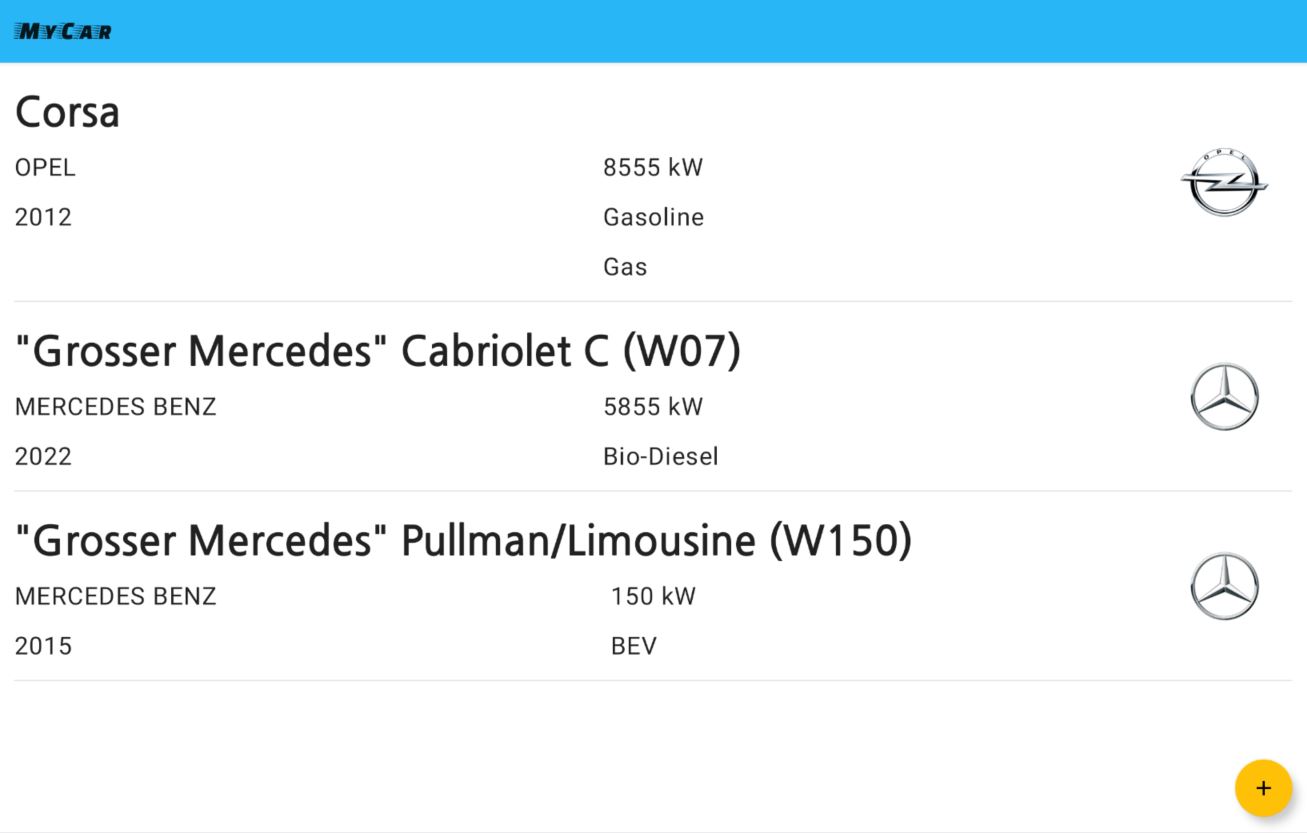 MyCar
Corsa
OPEL
8555 kW
2012
Gasoline
Gas
OPEL
"Grosser Mercedes" Cabriolet C (W07)
MERCEDES BENZ
5855 kW
2022
Bio-Diesel
"Grosser Mercedes" Pullman/Limousine (W150)
MERCEDES BENZ
150 kW
2015
BEV
+